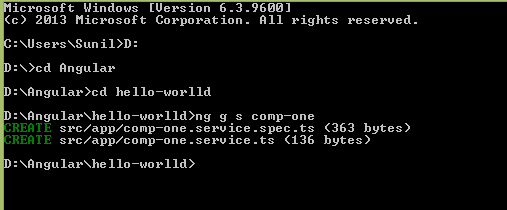 Microsoft Windows [Version 6.3.9600]
(c) 2013 Microsoft Corporation. All rights reserved.
C:\Users\Sunil>D:
D:\>cd Angular
D:\Angular>cd hello-worlld
D:\Angular\hello-worlld>ng g s comp-one
CREATE src/app/comp-one.service.spec.ts (363 bytes)
CREATE src/app/comp-one.service.ts (136 bytes)
D:\Angular\hello-worlld>